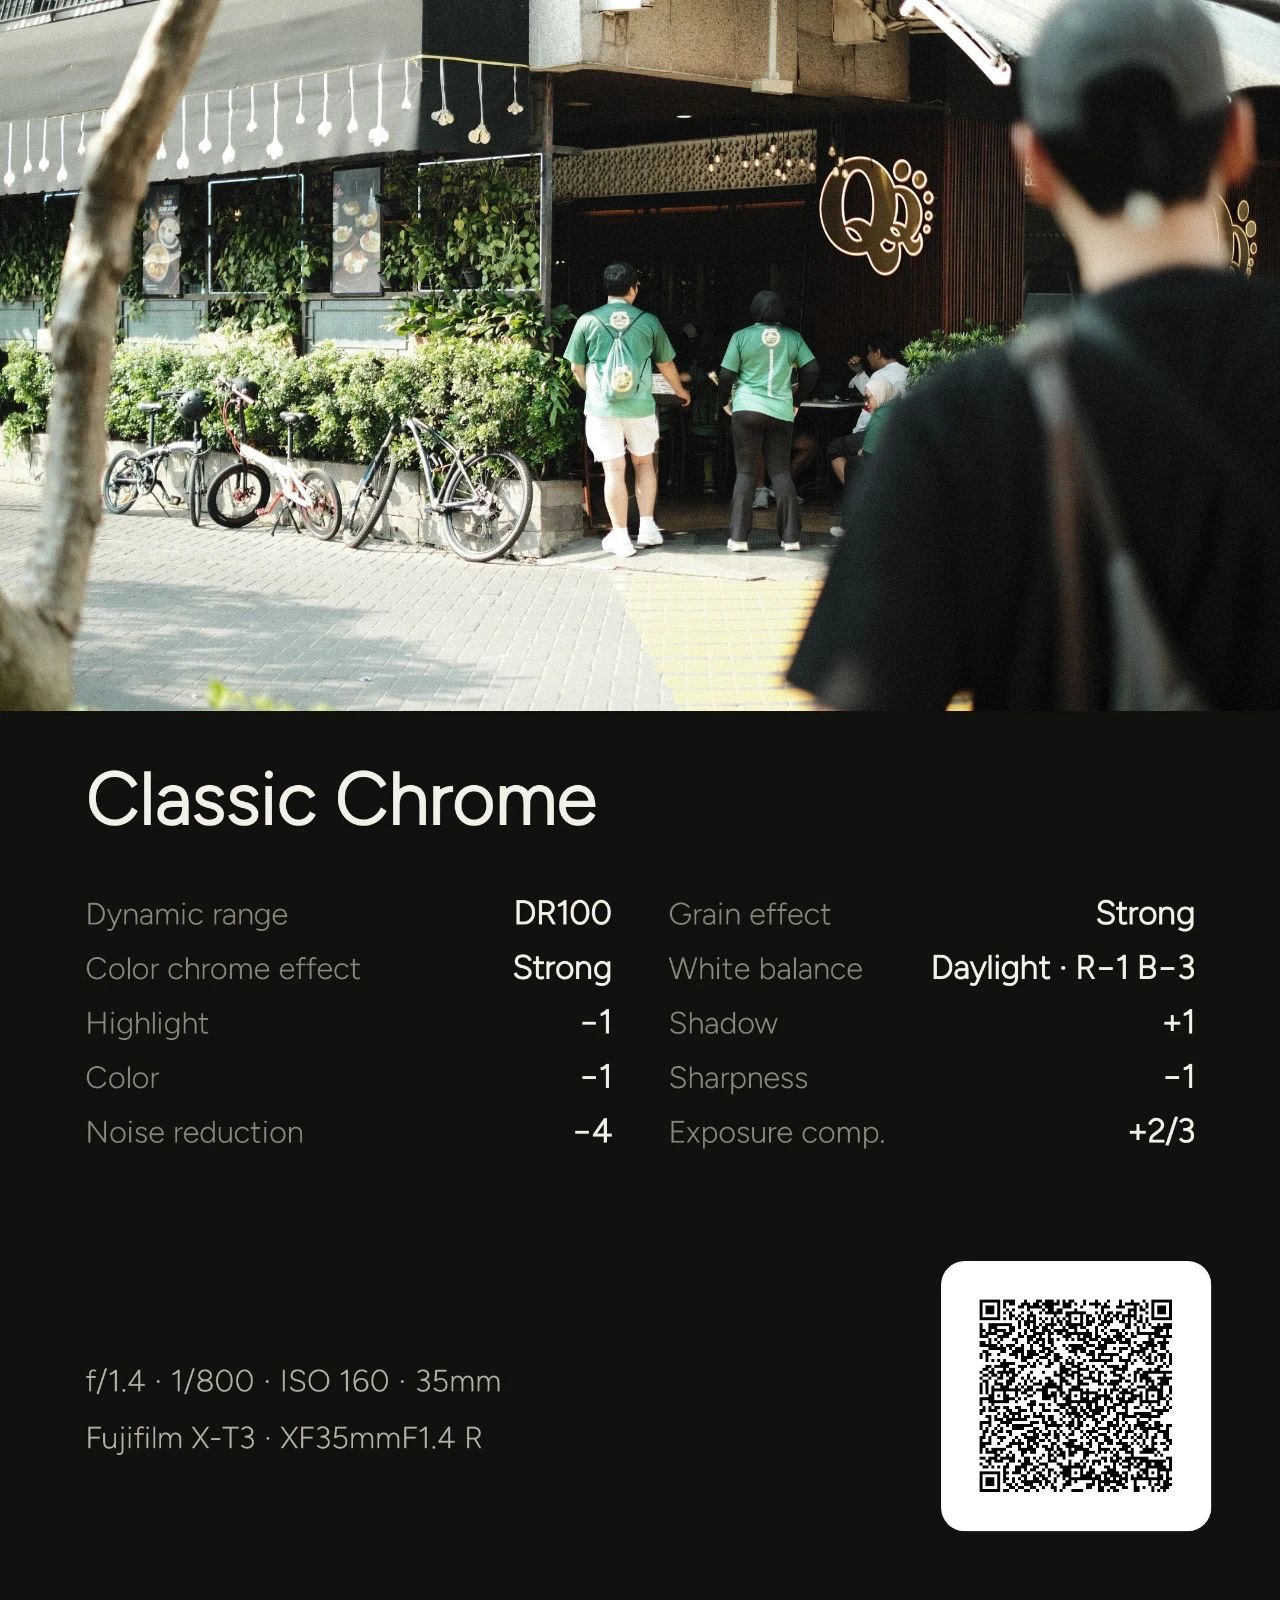 Qq
Classic Chrome
Dynamic range DR100
Grain effect Strong
Color chrome effect Strong
White balance Daylight · R−1 B−3
Highlight −1
Shadow +1
Color −1
Sharpness −1
Noise reduction −4
Exposure comp. +2/3
f/1.4 · 1/800 · ISO 160 · 35mm
Fujifilm X-T3 · XF35mmF1.4 R